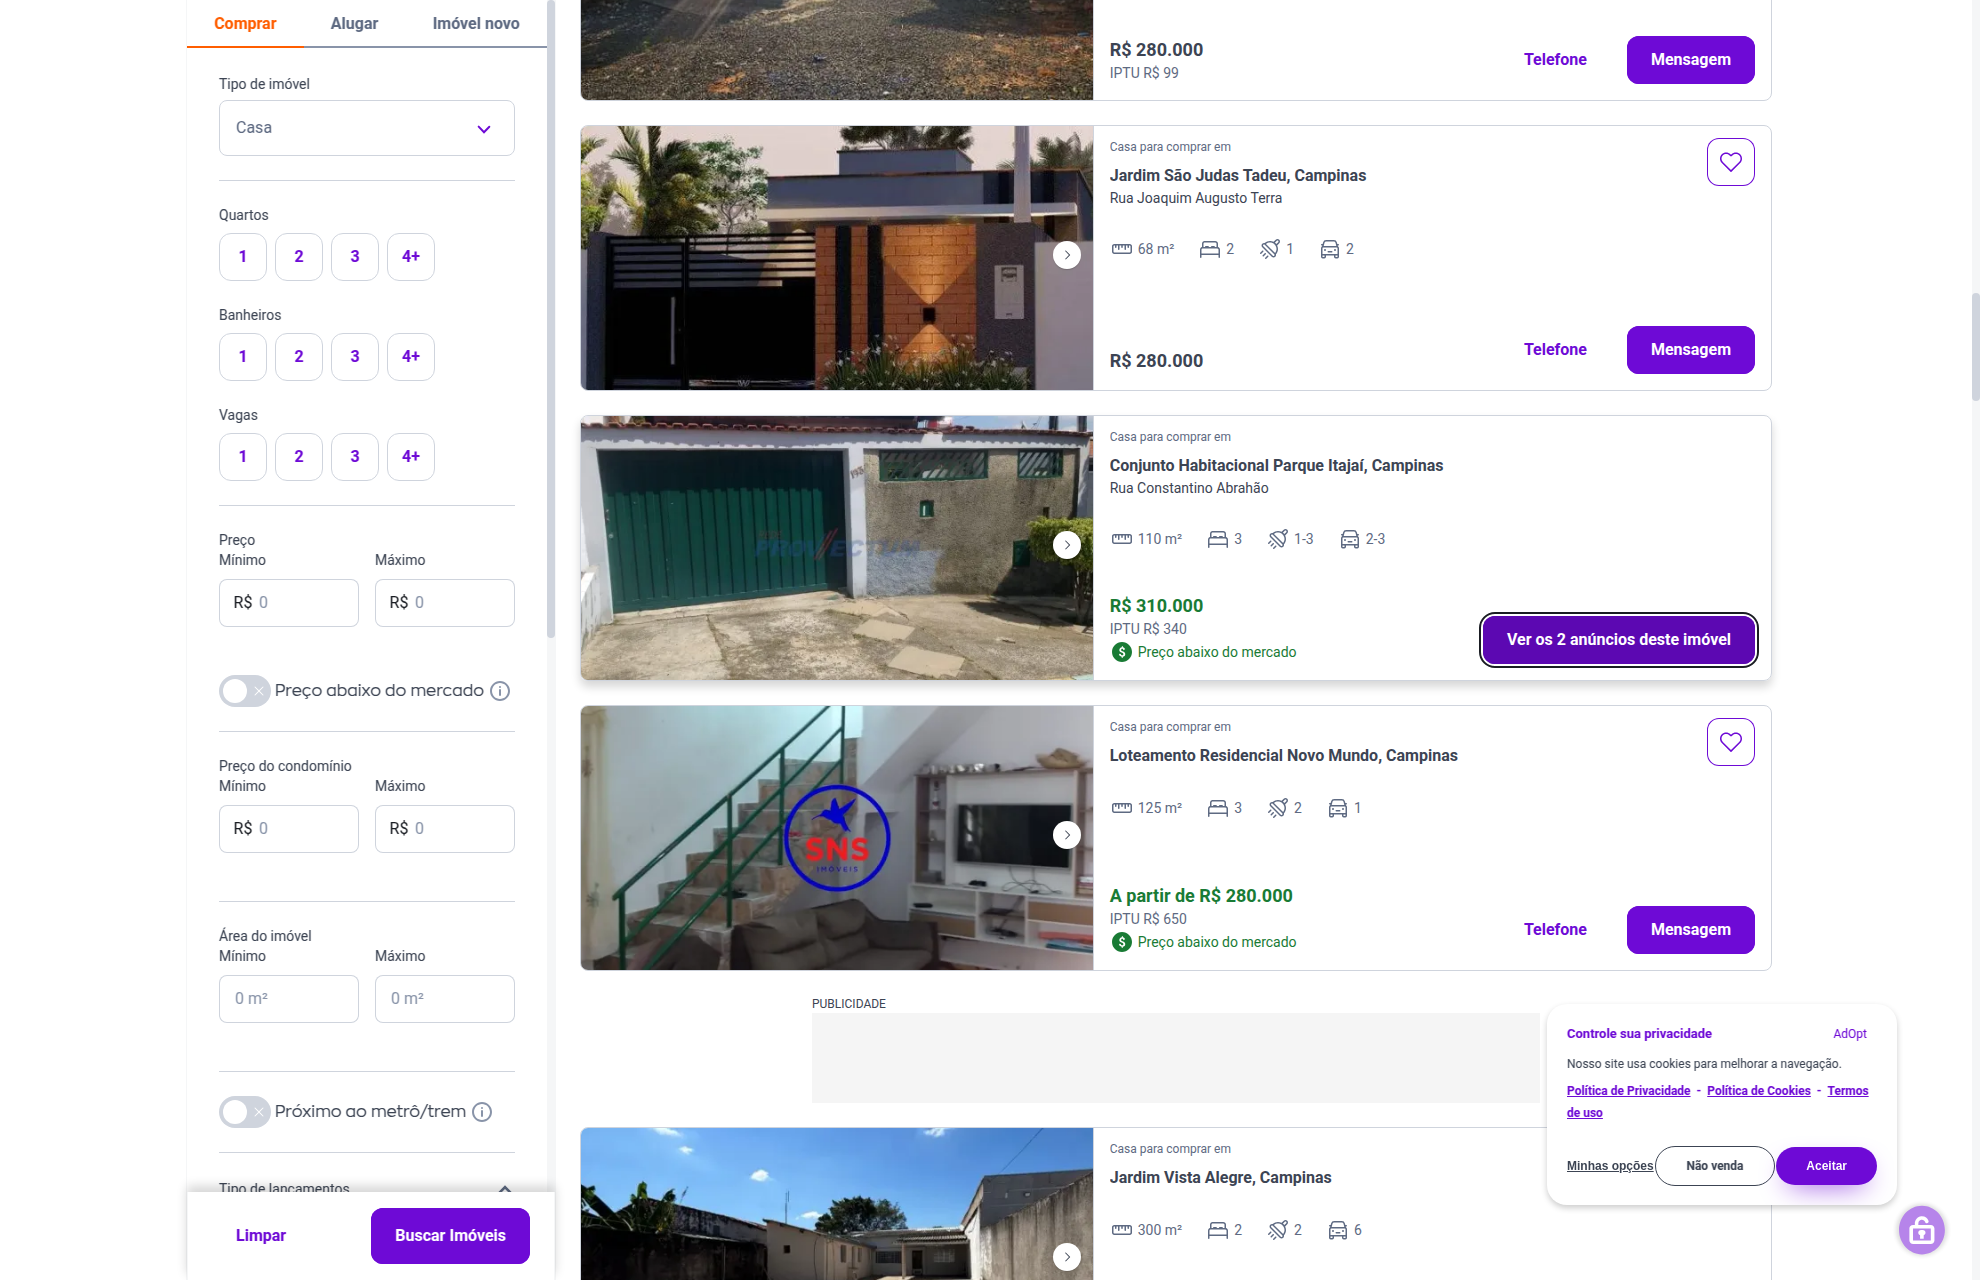 Comprar
Alugar
Imóvel novo
Tipo de imóvel
Casa
Quartos
1
2
3
4+
Banheiros
1
2
3
4+
Vagas
1
2
3
4+
Preço
Mínimo
Máximo
R$ 0
R$ 0
Preço abaixo do mercado
Preço do condomínio
Mínimo
Máximo
R$ 0
R$ 0
Área do imóvel
Mínimo
Máximo
0 m²
0 m²
Próximo ao metrô/trem
Tipo de lançamentos
Limpar
Buscar Imóveis
R$ 280.000
IPTU R$ 99
Telefone
Mensagem
Casa para comprar em
Jardim São Judas Tadeu, Campinas
Rua Joaquim Augusto Terra
68 m²
2
1
2
R$ 280.000
Telefone
Mensagem
193
Casa para comprar em
Conjunto Habitacional Parque Itajaí, Campinas
Rua Constantino Abrahão
110 m²
3
1-3
2-3
R$ 310.000
IPTU R$ 340
$ Preço abaixo do mercado
Ver os 2 anúncios deste imóvel
SNS
IMÓVEIS
Casa para comprar em
Loteamento Residencial Novo Mundo, Campinas
125 m²
3
2
1
A partir de R$ 280.000
IPTU R$ 650
$ Preço abaixo do mercado
Telefone
Mensagem
PUBLICIDADE
Casa para comprar em
Jardim Vista Alegre, Campinas
300 m²
2
2
6
Controle sua privacidade
AdOpt
Nosso site usa cookies para melhorar a navegação.
Política de Privacidade - Política de Cookies - Termos
de uso
Minhas opções
Não venda
Aceitar